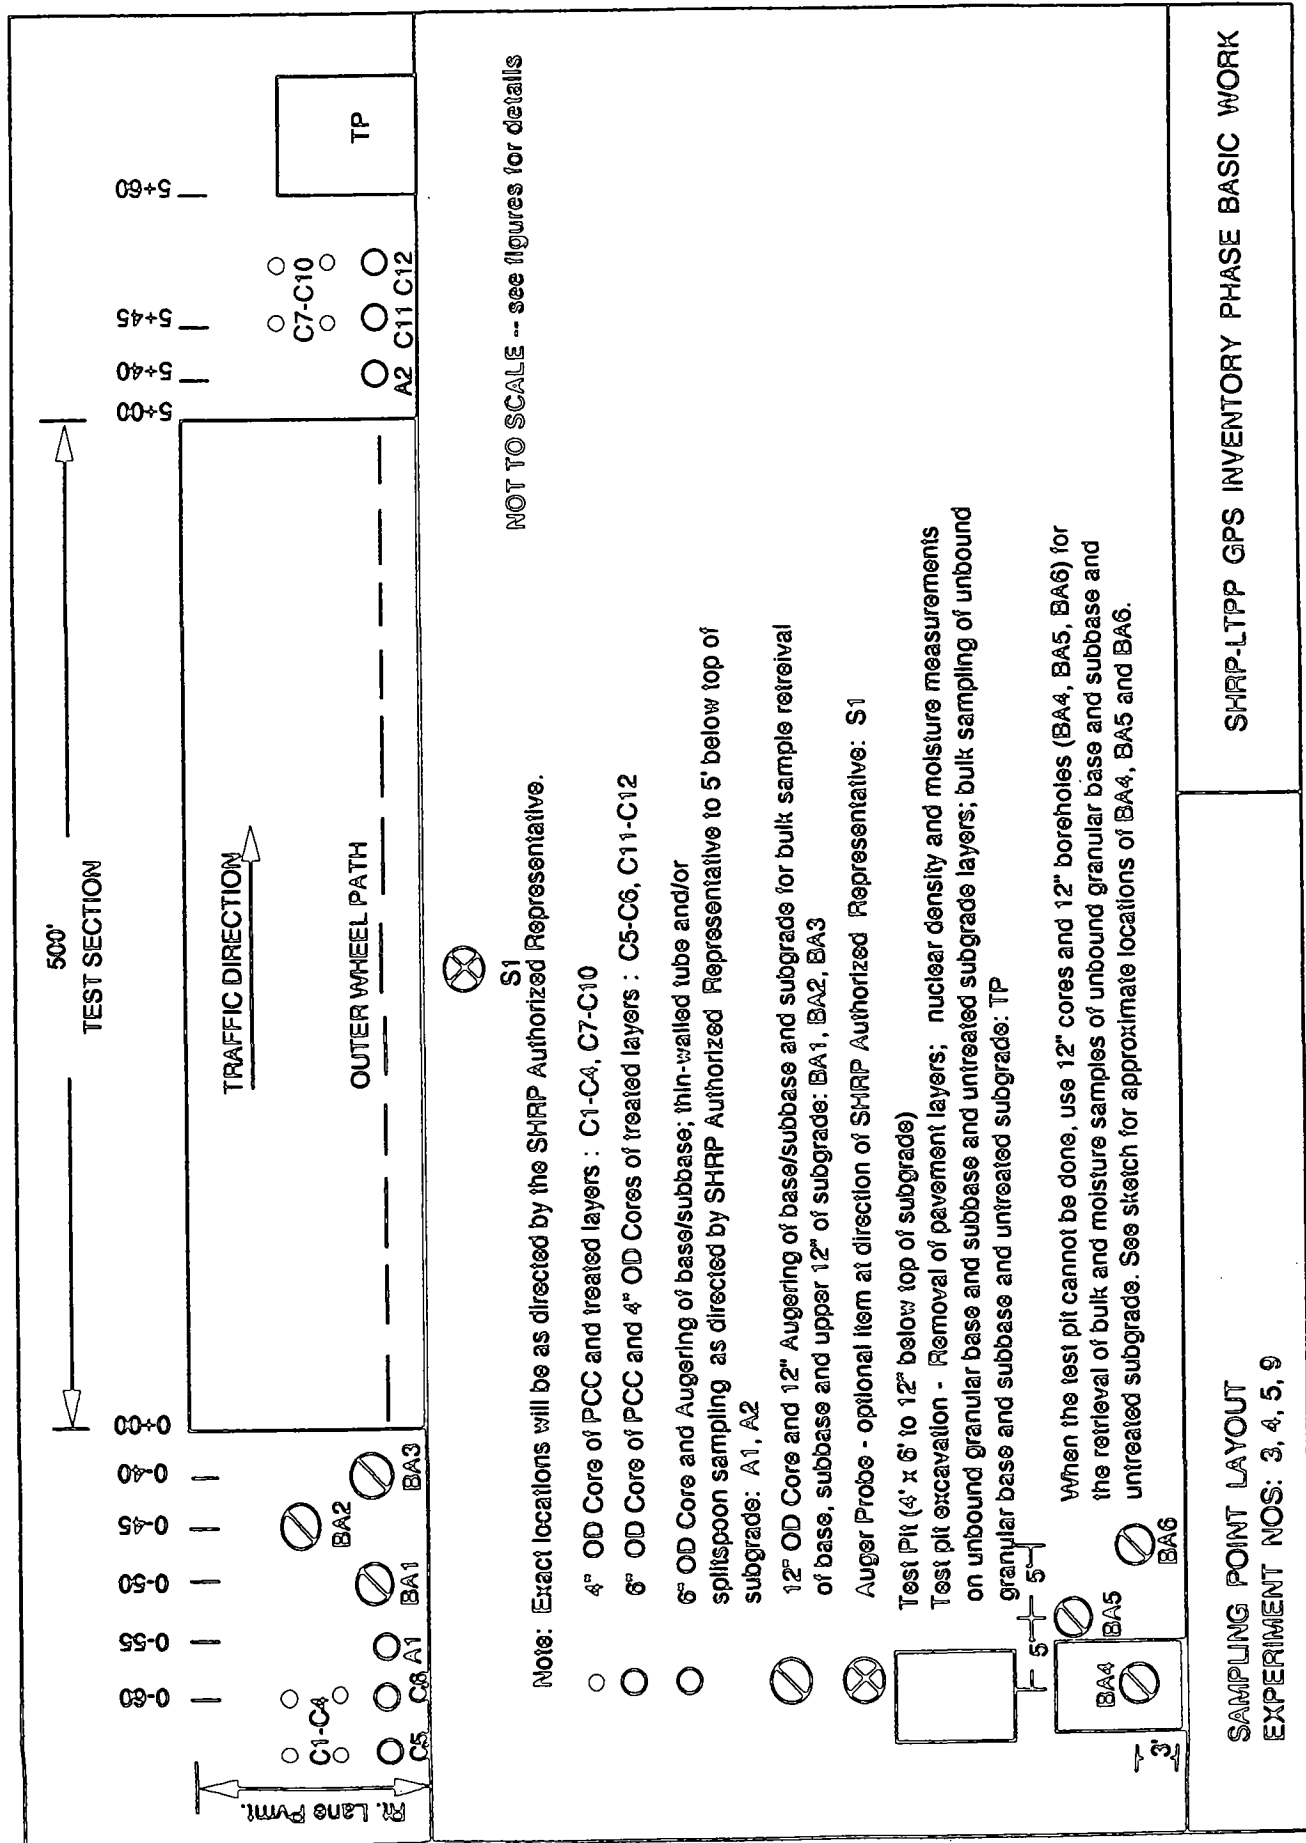 500'
TEST SECTION
0-60
0-55
0-50
0-45
0-40
0+00
5+00
5+40
5+45
5+60
TRAFFIC DIRECTION
OUTER WHEEL PATH
Rt. Lane Pvmt.
C1-C4
C5
C6
A1
BA1
BA2
BA3
A2
C11
C12
C7-C10
TP
S1
NOT TO SCALE -- see figures for details
Note: Exact locations will be as directed by the SHRP Authorized Representative.
4" OD Core of PCC and treated layers : C1-C4, C7-C10
6" OD Core of PCC and 4" OD Cores of treated layers : C5-C6, C11-C12
6" OD Core and Augering of base/subbase; thin-walled tube and/or
splitspoon sampling as directed by SHRP Authorized Representative to 5' below top of
subgrade: A1, A2
12" OD Core and 12" Augering of base/subbase and subgrade for bulk sample retreival
of base, subbase and upper 12" of subgrade: BA1, BA2, BA3
Auger Probe - optional item at direction of SHRP Authorized Representative: S1
Test Pit (4' x 6' to 12" below top of subgrade)
Test pit excavation - Removal of pavement layers; nuclear density and moisture measurements
on unbound granular base and subbase and untreated subgrade layers; bulk sampling of unbound
granular base and subbase and untreated subgrade: TP
5'
5'
When the test pit cannot be done, use 12" cores and 12" boreholes (BA4, BA5, BA6) for
the retrieval of bulk and moisture samples of unbound granular base and subbase and
untreated subgrade. See sketch for approximate locations of BA4, BA5 and BA6.
BA4
BA5
BA6
3'
SAMPLING POINT LAYOUT
EXPERIMENT NOS: 3, 4, 5, 9
SHRP-LTPP GPS INVENTORY PHASE BASIC WORK